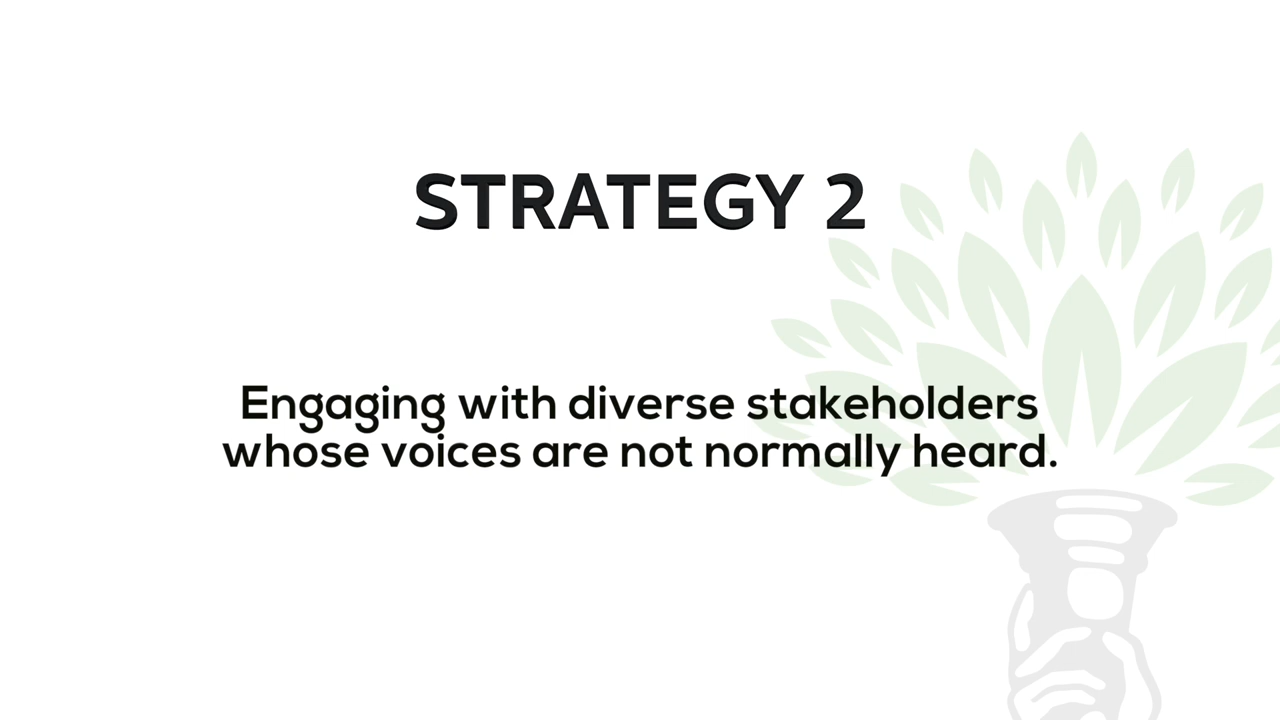 STRATEGY 2
Engaging with diverse stakeholders
whose voices are not normally heard.